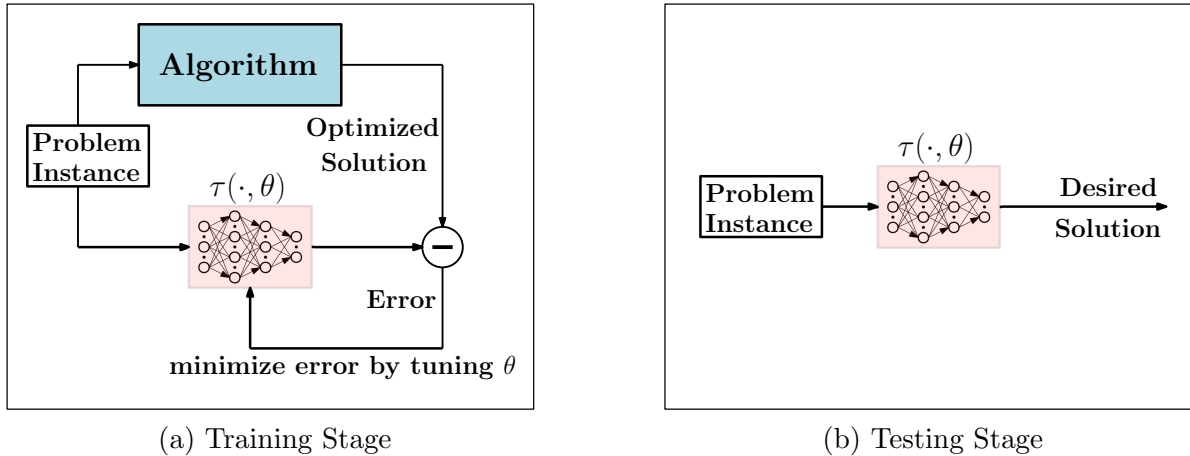 Algorithm
Problem
Instance
Optimized
Solution
τ(·, θ)
−
Error
minimize error by tuning θ
(a) Training Stage
Problem
Instance
τ(·, θ)
Desired
Solution
(b) Testing Stage